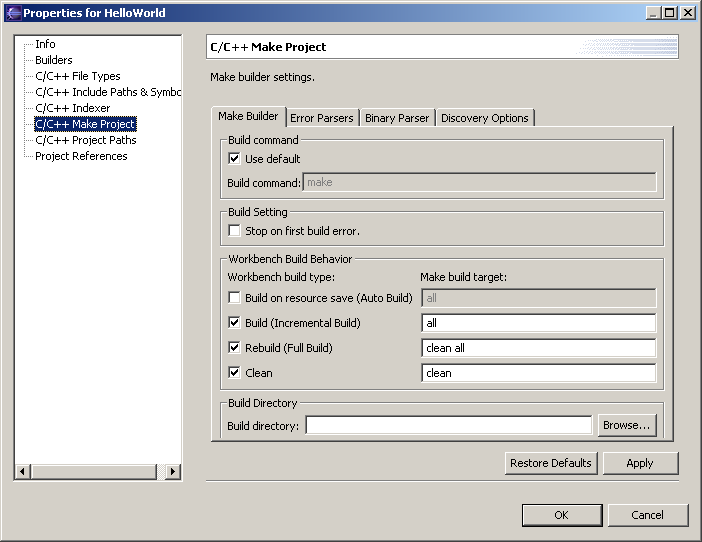 Properties for HelloWorld
Info
Builders
C/C++ File Types
C/C++ Include Paths & Symbo
C/C++ Indexer
C/C++ Make Project
C/C++ Project Paths
Project References
C/C++ Make Project
Make builder settings.
Make Builder Error Parsers Binary Parser Discovery Options
Build command
Use default
Build command: make
Build Setting
Stop on first build error.
Workbench Build Behavior
Workbench build type: Make build target:
Build on resource save (Auto Build) all
Build (Incremental Build) all
Rebuild (Full Build) clean all
Clean clean
Build Directory
Build directory: Browse...
Restore Defaults Apply
OK Cancel